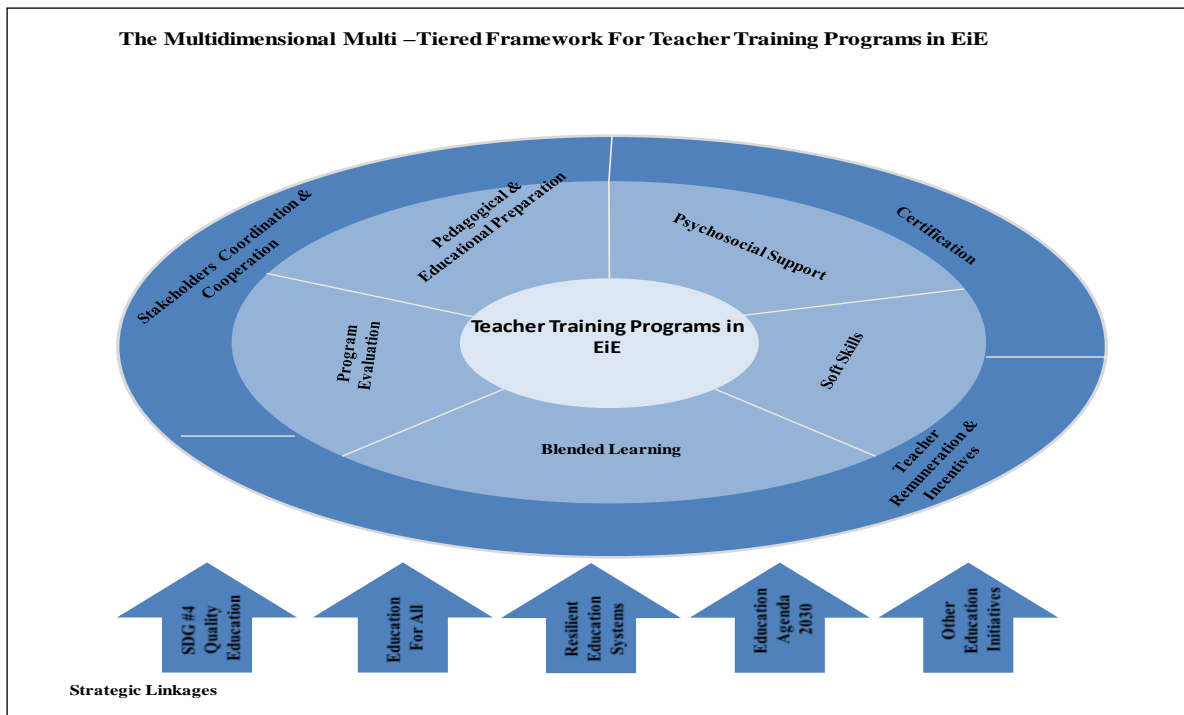 The Multidimensional Multi –Tiered Framework For Teacher Training Programs in EiE
Stakeholders Coordination &
Cooperation
Pedagogical &
Educational Preparation
Psychosocial Support
Certification
Program
Evaluation
Teacher Training Programs in
EiE
Soft Skills
Blended Learning
Teacher
Remuneration &
Incentives
SDG #4
Quality
Education
Education
For All
Resilient
Education
Systems
Education
Agenda
2030
Other
Education
Initiatives
Strategic Linkages